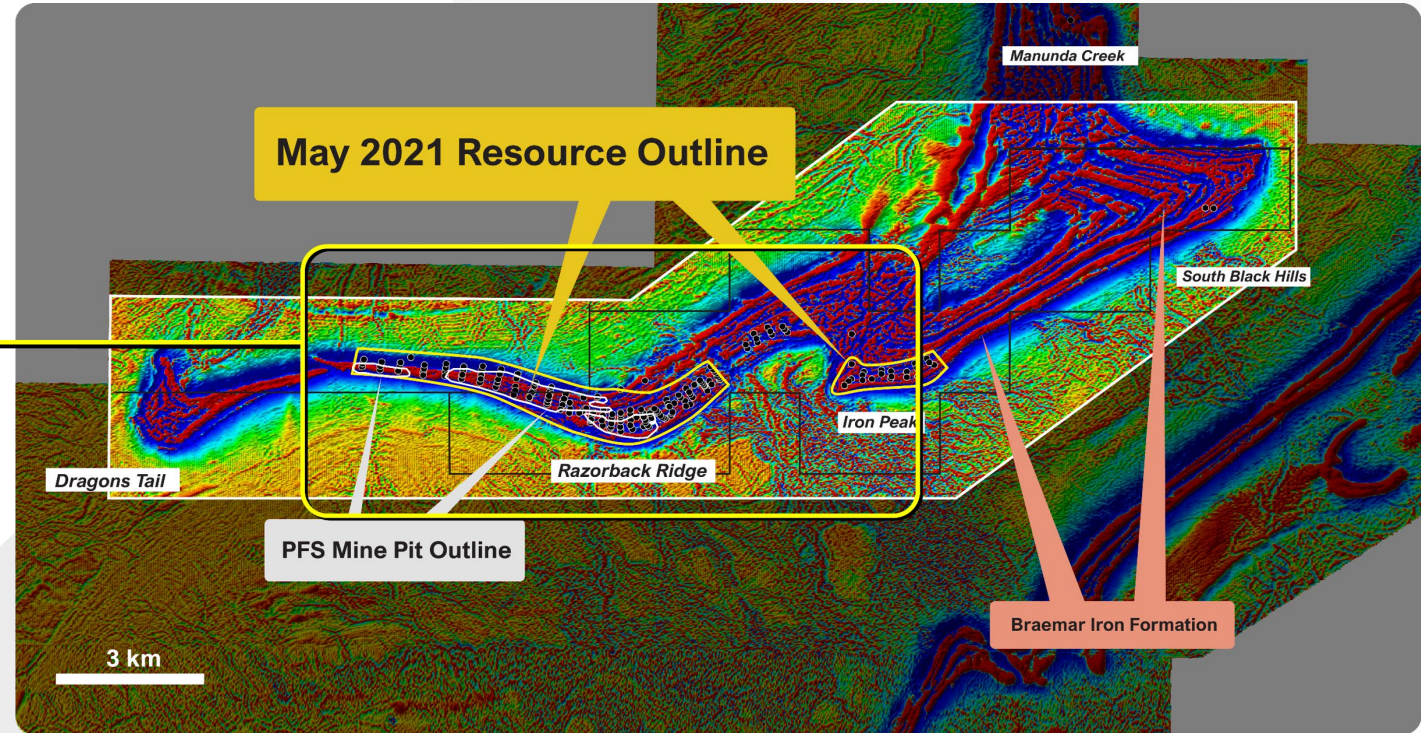 Manunda Creek
May 2021 Resource Outline
South Black Hills
Iron Peak
Razorback Ridge
Dragons Tail
PFS Mine Pit Outline
Braemar Iron Formation
3 km